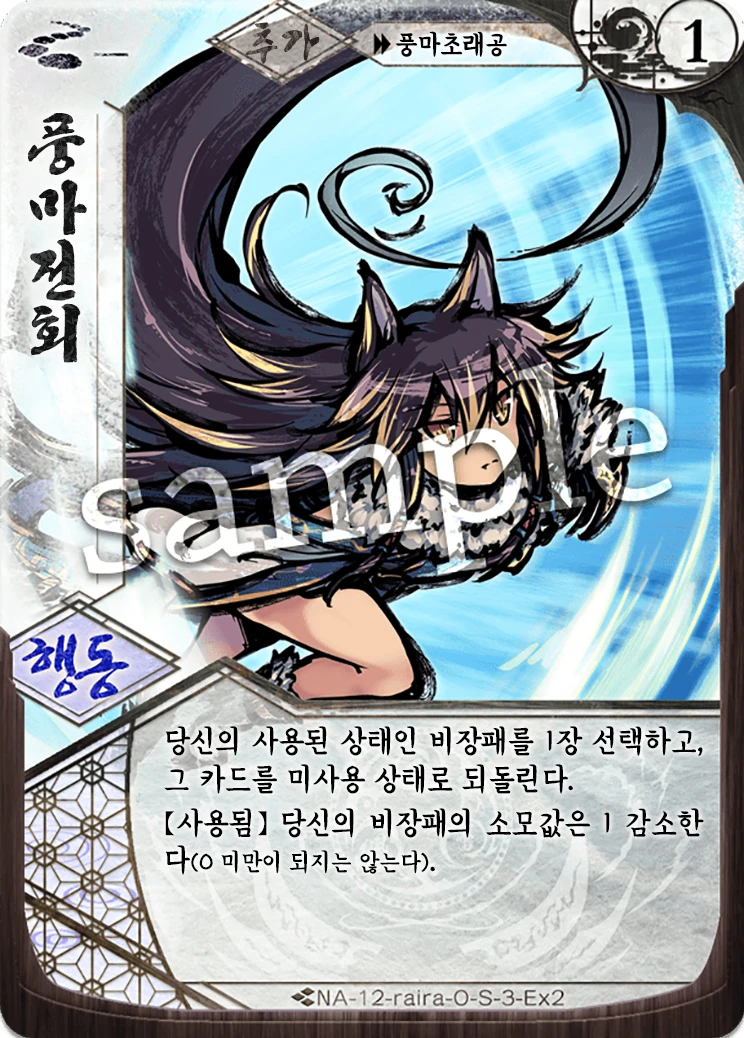 추가
▶▶풍마초래공
1
풍마전회
sample
행동
당신의 사용된 상태인 비장패를 1장 선택하고,
그 카드를 미사용 상태로 되돌린다.
【사용됨】 당신의 비장패의 소모값은 1 감소한
다(0 미만이 되지는 않는다).
NA-12-raira-O-S-3-Ex2